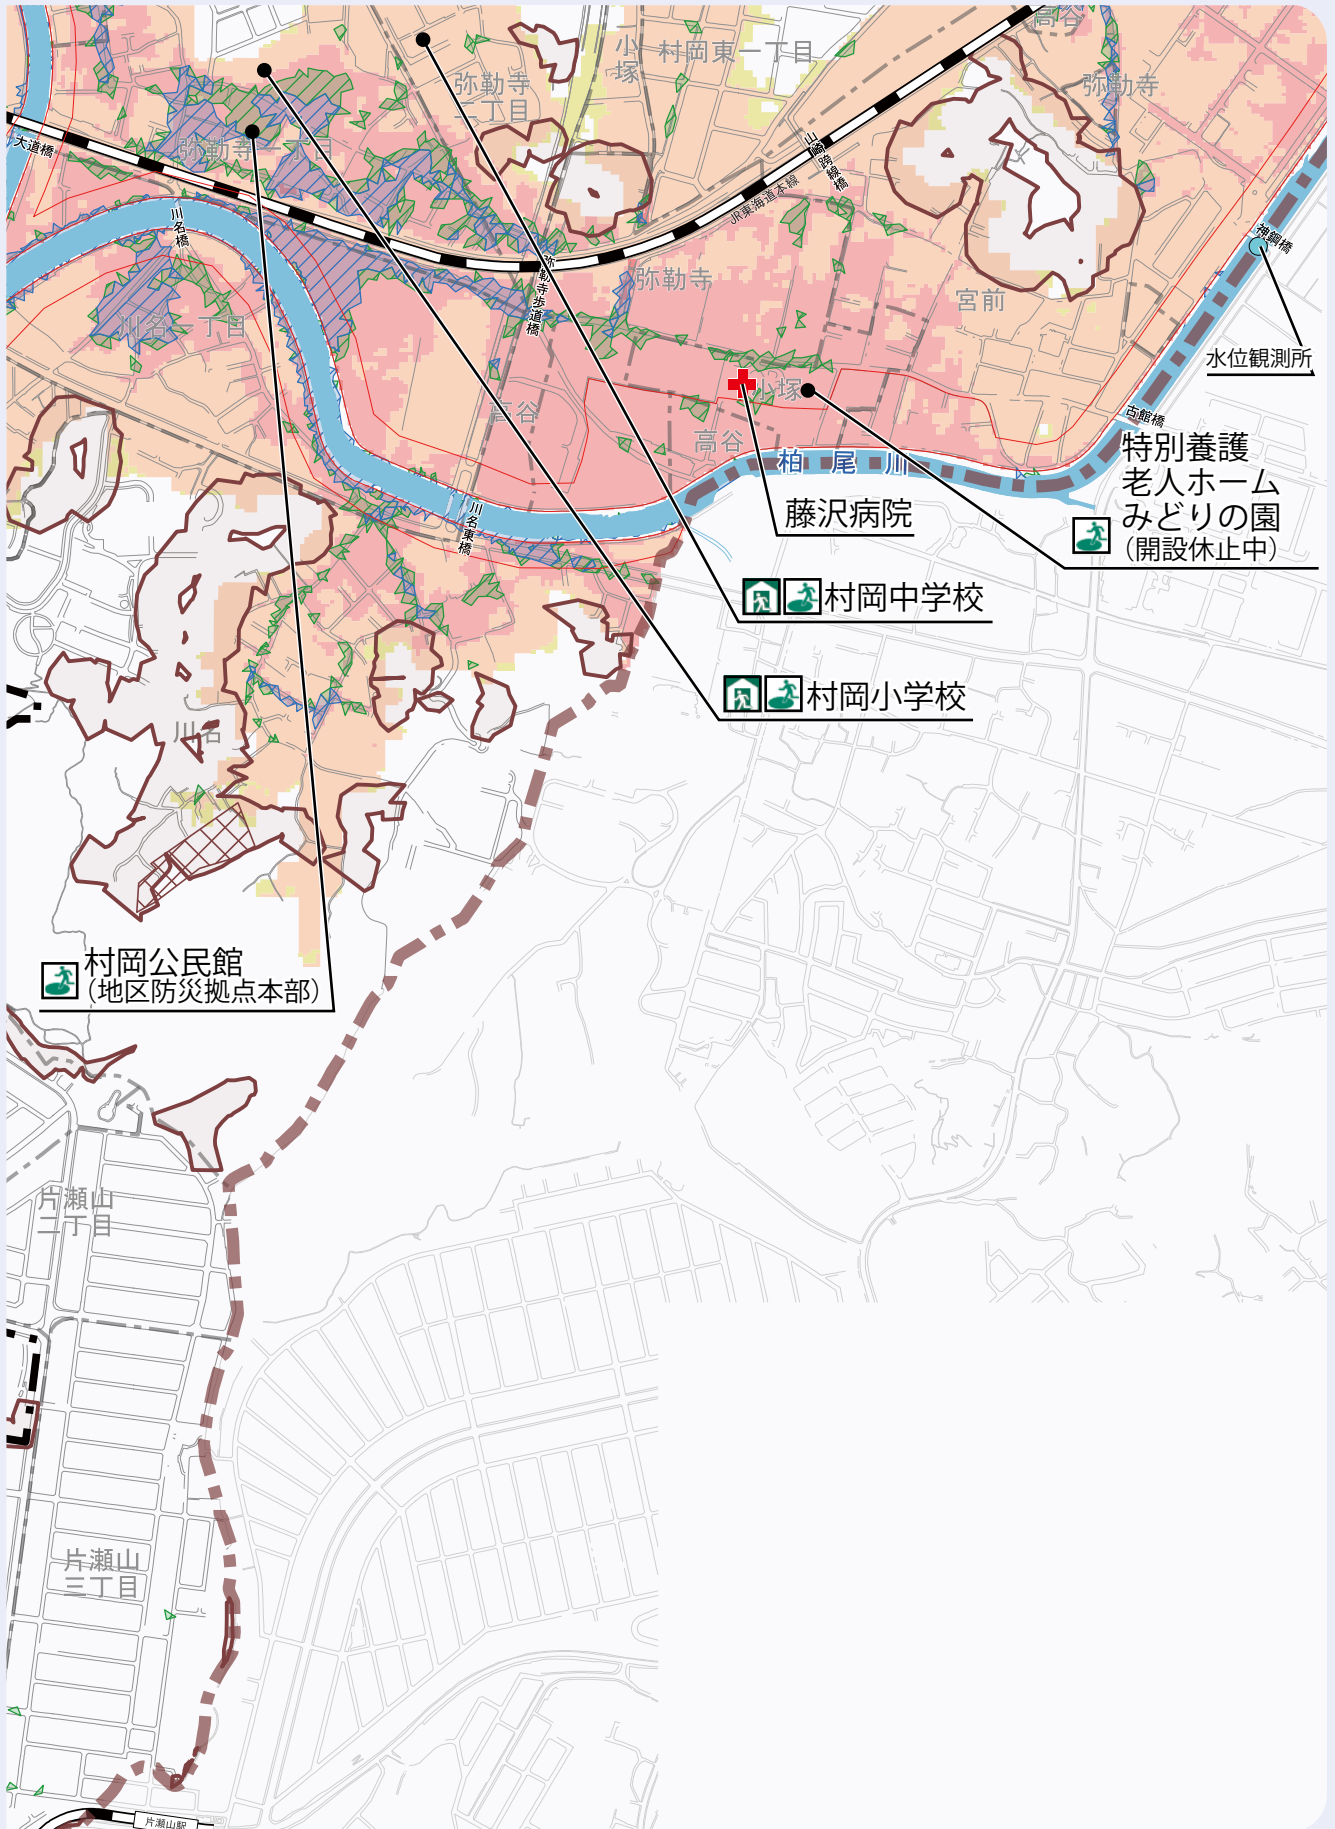 高谷
小塚
村岡東一丁目
弥勒寺
二丁目
弥勒寺
大道橋
弥勒寺一丁目
山崎跨線橋
JR東海道本線
川名橋
神鋼橋
弥勒寺歩道橋
弥勒寺
宮前
川名一丁目
水位観測所
小塚
高谷
高谷
古館橋
柏尾川
特別養護
老人ホーム
みどりの園
（開設休止中）
藤沢病院
川名東橋
村岡中学校
村岡小学校
川名
村岡公民館
（地区防災拠点本部）
片瀬山
二丁目
片瀬山
三丁目
片瀬山駅